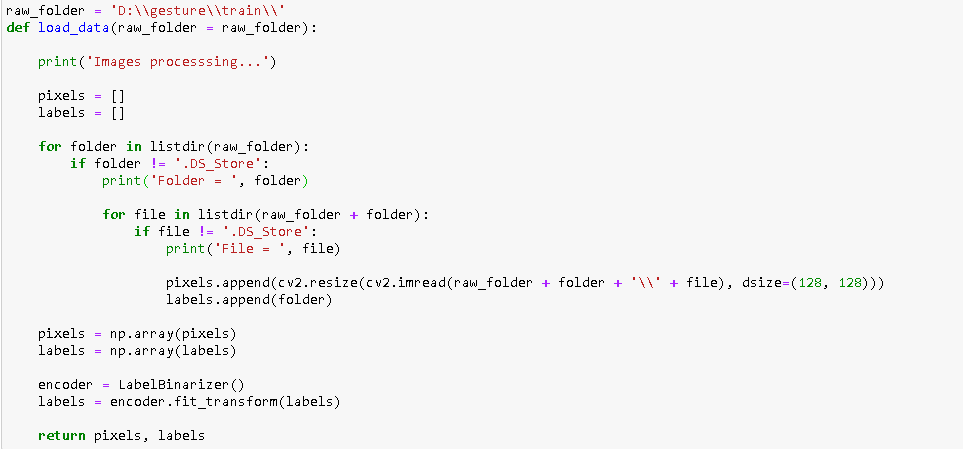 raw_folder = 'D:\\gesture\\train\\'
def load_data(raw_folder = raw_folder):
    print('Images processsing...')
    pixels = []
    labels = []
    for folder in listdir(raw_folder):
        if folder != '.DS_Store':
            print('Folder = ', folder)
            for file in listdir(raw_folder + folder):
                if file != '.DS_Store':
                    print('File = ', file)
                    pixels.append(cv2.resize(cv2.imread(raw_folder + folder + '\\' + file), dsize=(128, 128)))
                    labels.append(folder)
    pixels = np.array(pixels)
    labels = np.array(labels)
    encoder = LabelBinarizer()
    labels = encoder.fit_transform(labels)
    return pixels, labels